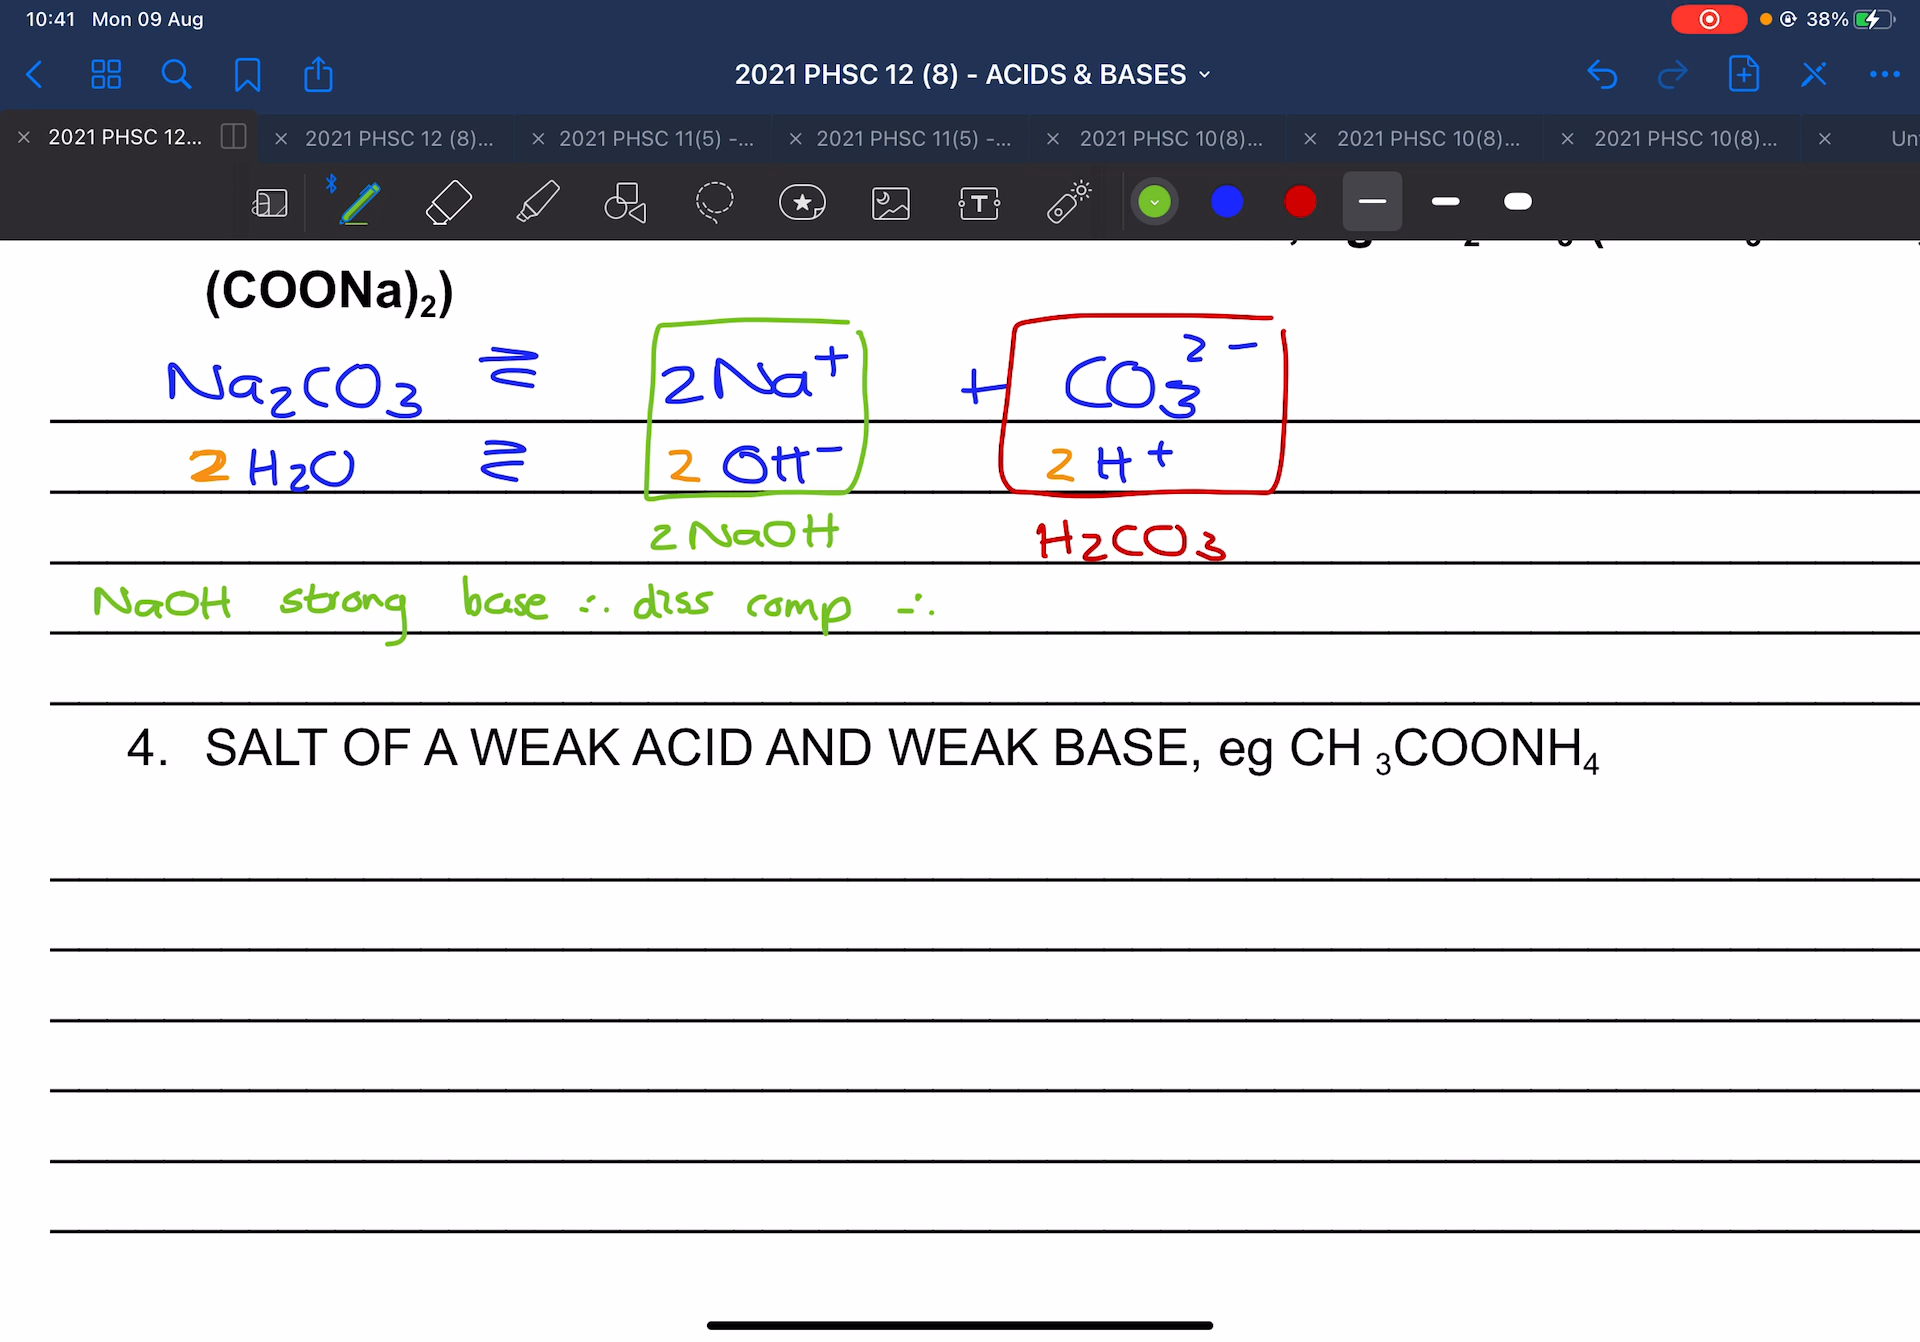 10:41 Mon 09 Aug 38%
2021 PHSC 12 (8) - ACIDS & BASES
2021 PHSC 12... 2021 PHSC 12 (8)... 2021 PHSC 11(5) -... 2021 PHSC 11(5) -... 2021 PHSC 10(8)... 2021 PHSC 10(8)... 2021 PHSC 10(8)... Un
(COONa)₂)
Na₂CO₃ ⇌ 2Na⁺ + CO₃²⁻
2 H₂O ⇌ 2 OH⁻ 2 H⁺
2 NaOH H₂CO₃
NaOH strong base ∴ diss comp ∴
4. SALT OF A WEAK ACID AND WEAK BASE, eg CH ₃COONH₄